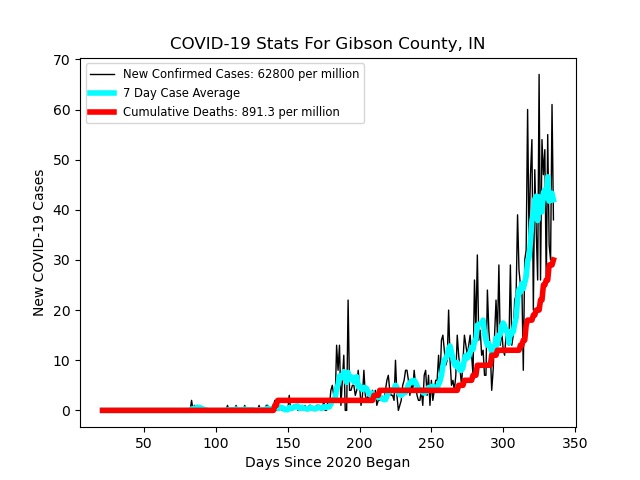 COVID-19 Stats For Gibson County, IN
New Confirmed Cases: 62800 per million
7 Day Case Average
Cumulative Deaths: 891.3 per million
New COVID-19 Cases
70
60
50
40
30
20
10
0
50 100 150 200 250 300 350
Days Since 2020 Began